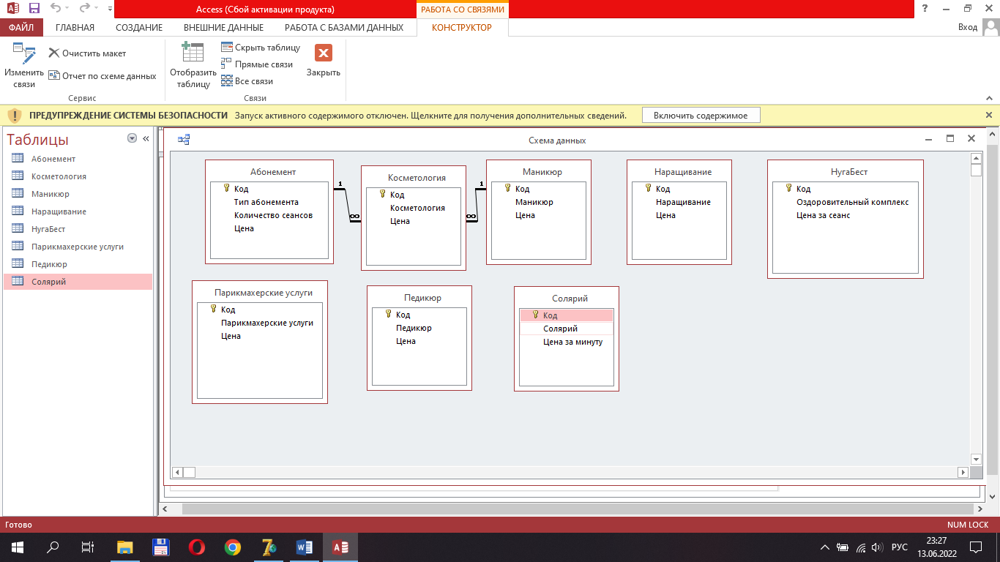 Access (Сбой активации продукта)
РАБОТА СО СВЯЗЯМИ
?
ФАЙЛ ГЛАВНАЯ СОЗДАНИЕ ВНЕШНИЕ ДАННЫЕ РАБОТА С БАЗАМИ ДАННЫХ КОНСТРУКТОР Вход
Изменить связи
Очистить макет
Отчет по схеме данных
Сервис
Отобразить таблицу
Скрыть таблицу
Прямые связи
Все связи
Закрыть
Связи
ПРЕДУПРЕЖДЕНИЕ СИСТЕМЫ БЕЗОПАСНОСТИ Запуск активного содержимого отключен. Щелкните для получения дополнительных сведений. Включить содержимое
Таблицы
Абонемент
Косметология
Маникюр
Наращивание
НугаБест
Парикмахерские услуги
Педикюр
Солярий
Схема данных
Абонемент
Код
Тип абонемента
Количество сеансов
Цена
1
∞
Косметология
Код
Косметология
Цена
1
∞
Маникюр
Код
Маникюр
Цена
Наращивание
Код
Наращивание
Цена
НугаБест
Код
Оздоровительный комплекс
Цена за сеанс
Парикмахерские услуги
Код
Парикмахерские услуги
Цена
Педикюр
Код
Педикюр
Цена
Солярий
Код
Солярий
Цена за минуту
Готово
NUM LOCK
РУС
23:27
13.06.2022